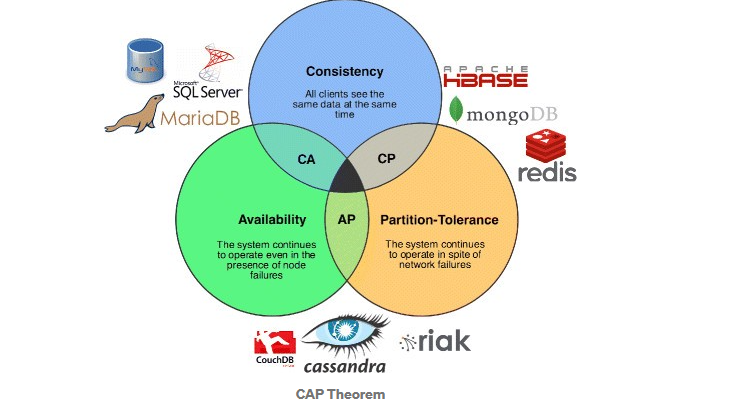 Consistency
All clients see the
same data at the same
time
MySQL
Microsoft
SQL Server
MariaDB
APACHE
HBASE
mongoDB
redis
CA
CP
AP
Availability
The system continues
to operate even in the
presence of node
failures
Partition-Tolerance
The system continues
to operate in spite of
network failures
CouchDB
cassandra
riak
CAP Theorem